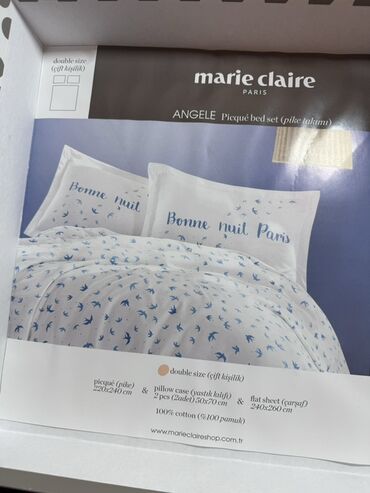 double size
(çift kişilik)
marie claire
PARIS
ANGELE Picqué bed set (pike takımı)
Bonne nuit
Bonne nuit Paris
double size (çift kişilik)
picqué (pike)
220x240 cm
&
pillow case (yastık kılıfı)
2 pcs (2adet) 50x70 cm
&
flat sheet (çarşaf)
240x260 cm
100% cotton (%100 pamuk)
www.marieclaireshop.com.tr